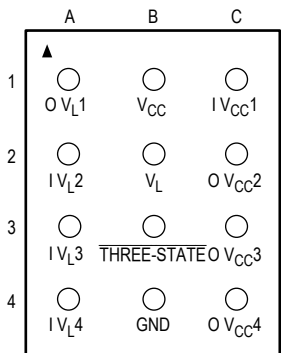 A B C
1
O VL1 VCC I VCC1
2
I VL2 VL O VCC2
3
I VL3 THREE-STATE O VCC3
4
I VL4 GND O VCC4